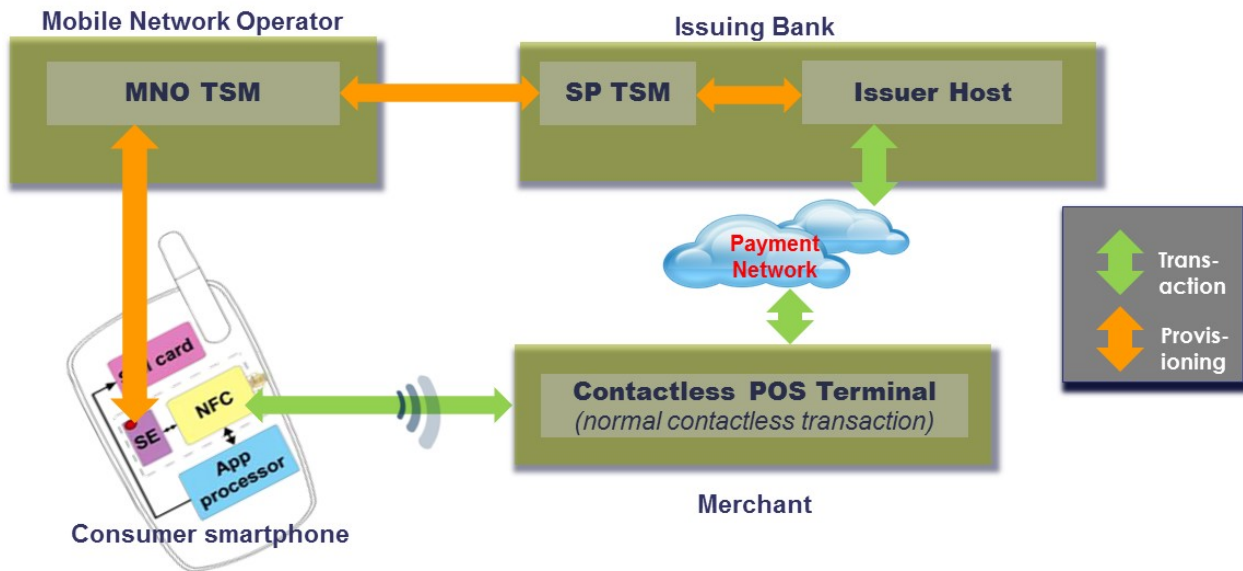 Mobile Network Operator
Issuing Bank
MNO TSM
SP TSM
Issuer Host
Payment
Network
Trans-
action
Provis-
ioning
card
NFC
SE
App
processor
Contactless POS Terminal
(normal contactless transaction)
Merchant
Consumer smartphone